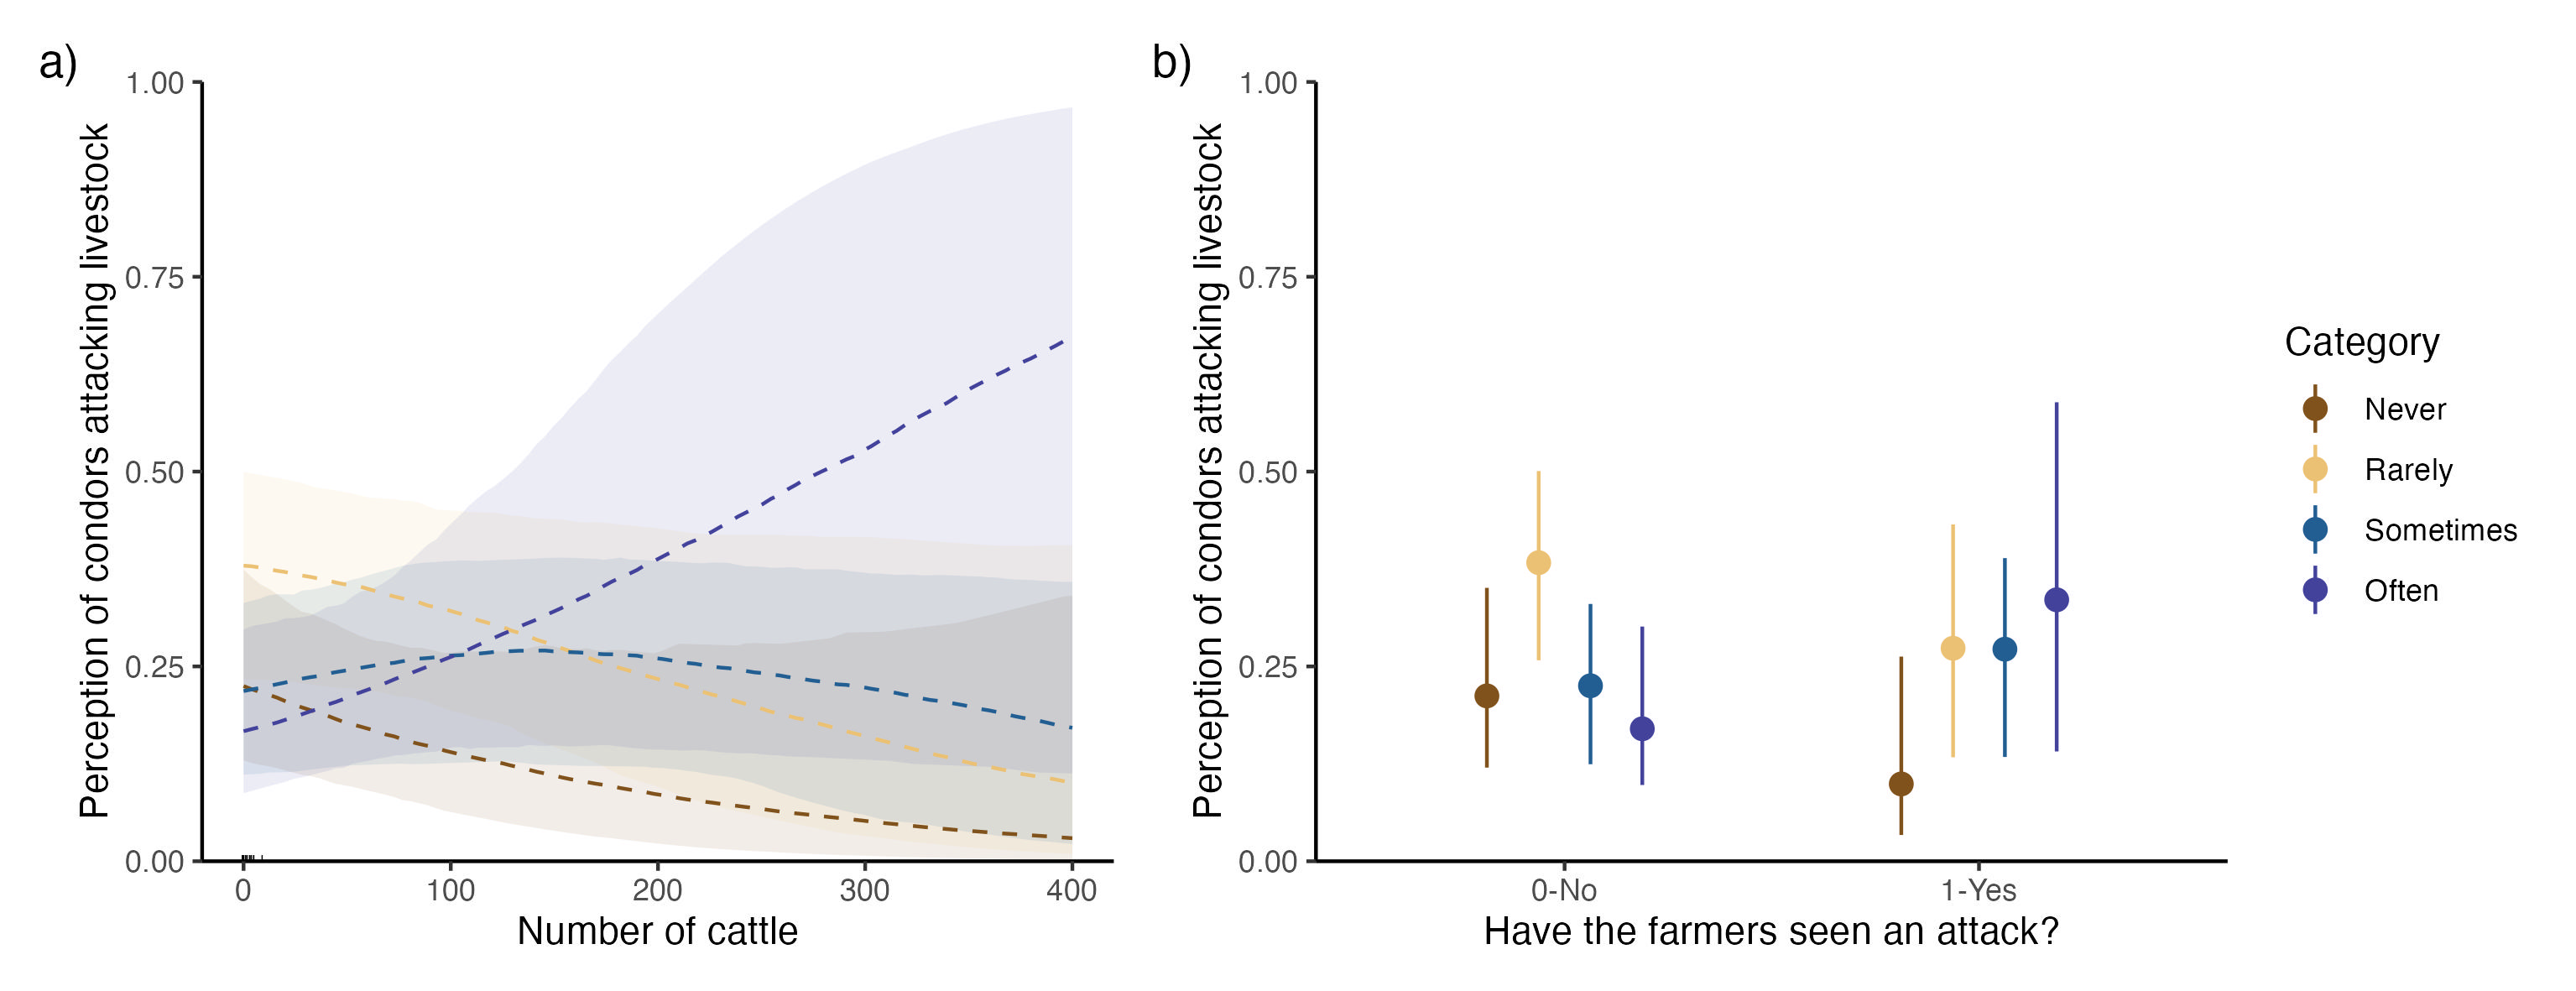 a)
Perception of condors attacking livestock
1.00
0.75
0.50
0.25
0.00
0 100 200 300 400
Number of cattle
b)
Perception of condors attacking livestock
1.00
0.75
0.50
0.25
0.00
0-No 1-Yes
Have the farmers seen an attack?
Category
Never
Rarely
Sometimes
Often